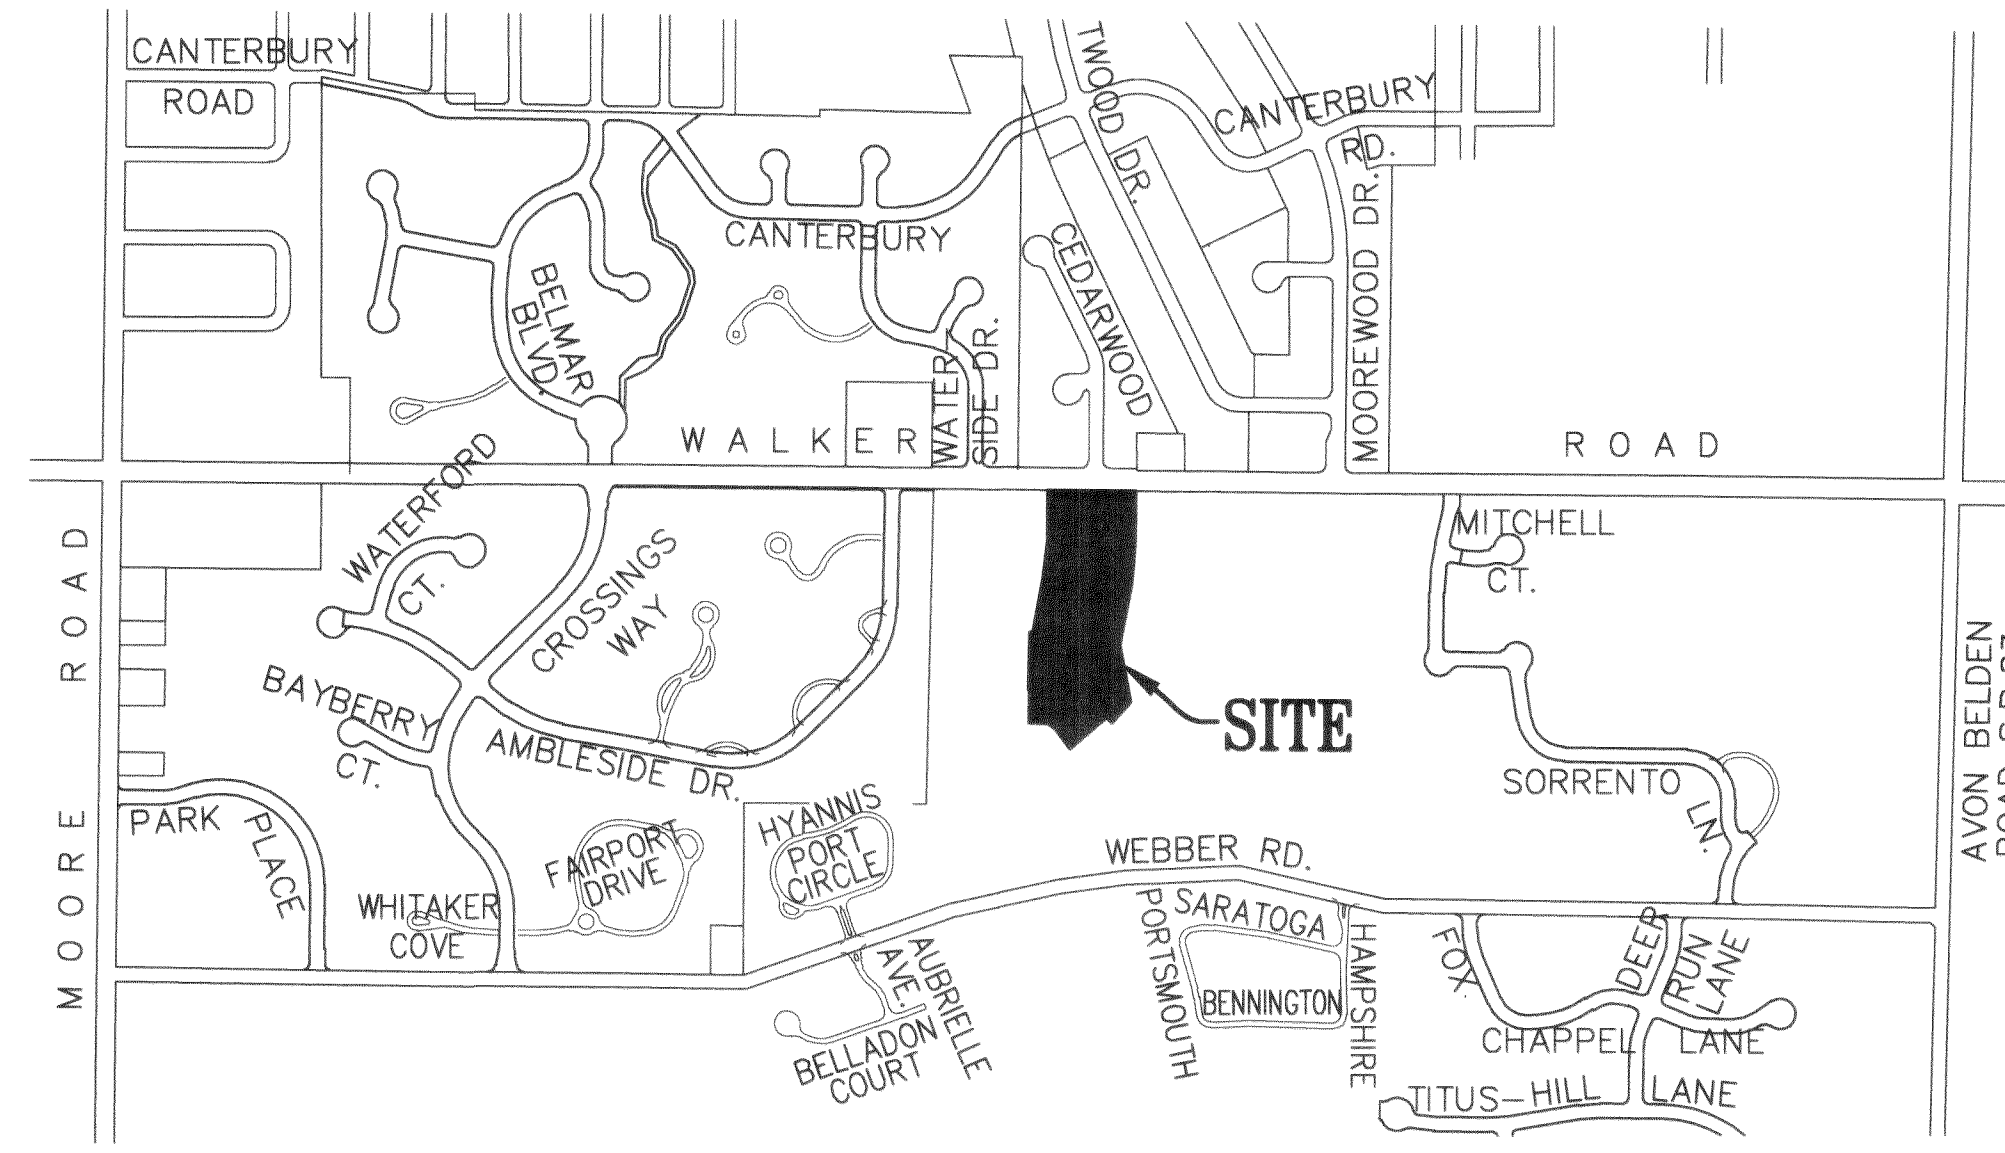 CANTERBURY
ROAD
TWOOD DR.
CANTERBURY
RD.
CANTERBURY
BELMAR
BLVD.
CEDARWOOD
MOOREWOOD DR.
WATER
SIDE DR.
WALKER
ROAD
WATERFORD
CT.
CROSSINGS
WAY
MITCHELL
CT.
MOORE ROAD
BAYBERRY
CT.
AMBLESIDE DR.
SITE
SORRENTO
LN.
AVON BELDEN
PARK
PLACE
HYANNIS
PORT
CIRCLE
FAIRPORT
DRIVE
WEBBER RD.
WHITAKER
COVE
PORTSMOUTH
SARATOGA
HAMPSHIRE
BENNINGTON
FOX
DEER
RUN
LANE
AUBRIELLE
AVE.
BELLADON
COURT
CHAPPEL LANE
TITUS-HILL LANE